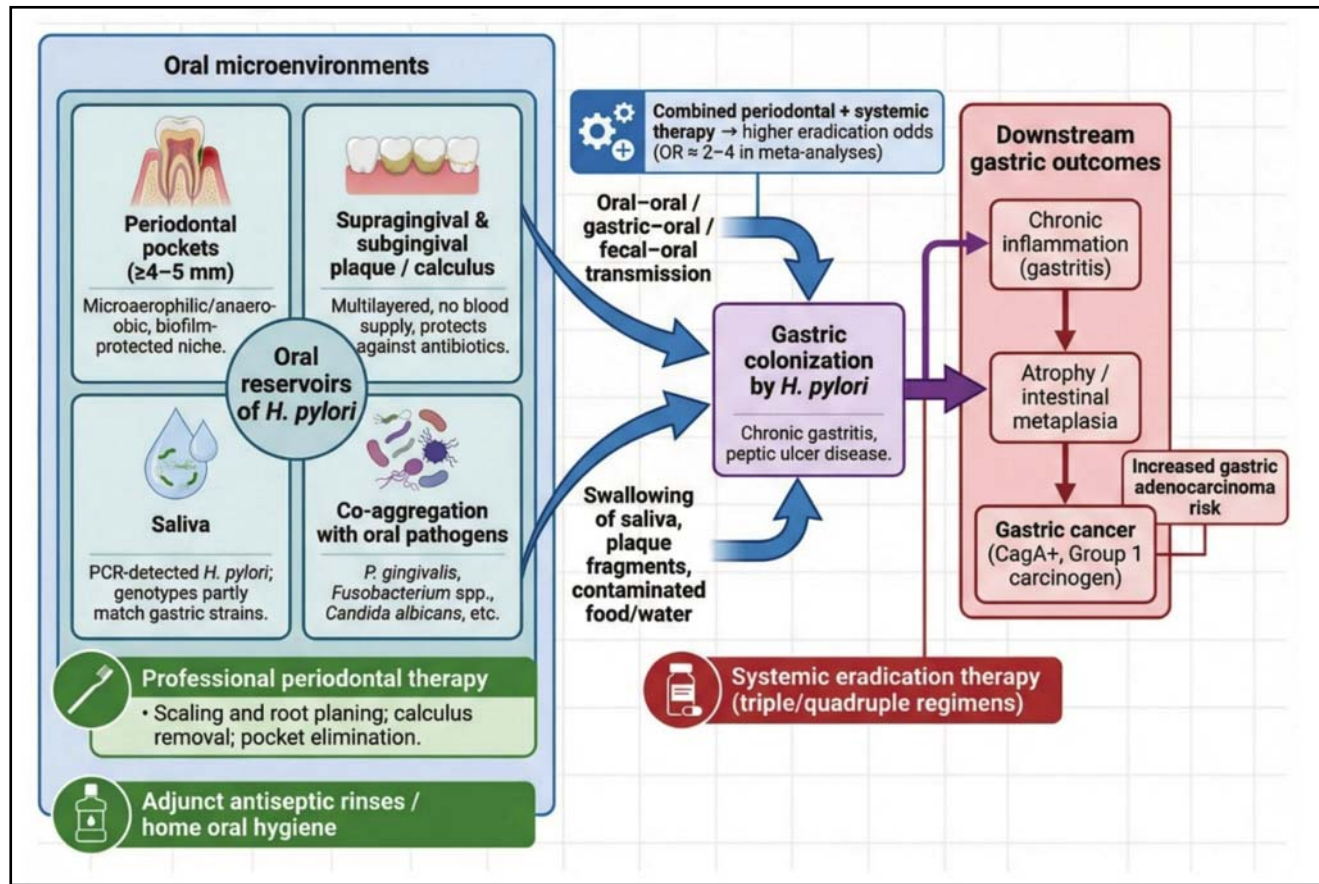 Oral microenvironments
Periodontal
pockets
(≥4–5 mm)
Microaerophilic/anaero-
obic, biofilm-
protected niche.
Supragingival &
subgingival
plaque / calculus
Multilayered, no blood
supply, protects
against antibiotics.
Oral
reservoirs
of H. pylori
Saliva
PCR-detected H. pylori;
genotypes partly
match gastric strains.
Co-aggregation
with oral pathogens
P. gingivalis,
Fusobacterium spp.,
Candida albicans, etc.
Professional periodontal therapy
• Scaling and root planing; calculus
removal; pocket elimination.
Adjunct antiseptic rinses /
home oral hygiene
Combined periodontal + systemic
therapy → higher eradication odds
(OR ≈ 2–4 in meta-analyses)
Oral–oral /
gastric–oral /
fecal–oral
transmission
Gastric
colonization
by H. pylori
Chronic gastritis,
peptic ulcer disease.
Swallowing
of saliva,
plaque
fragments,
contaminated
food/water
Systemic eradication therapy
(triple/quadruple regimens)
Downstream
gastric outcomes
Chronic
inflammation
(gastritis)
Atrophy /
intestinal
metaplasia
Increased gastric
adenocarcinoma
risk
Gastric cancer
(CagA+, Group 1
carcinogen)